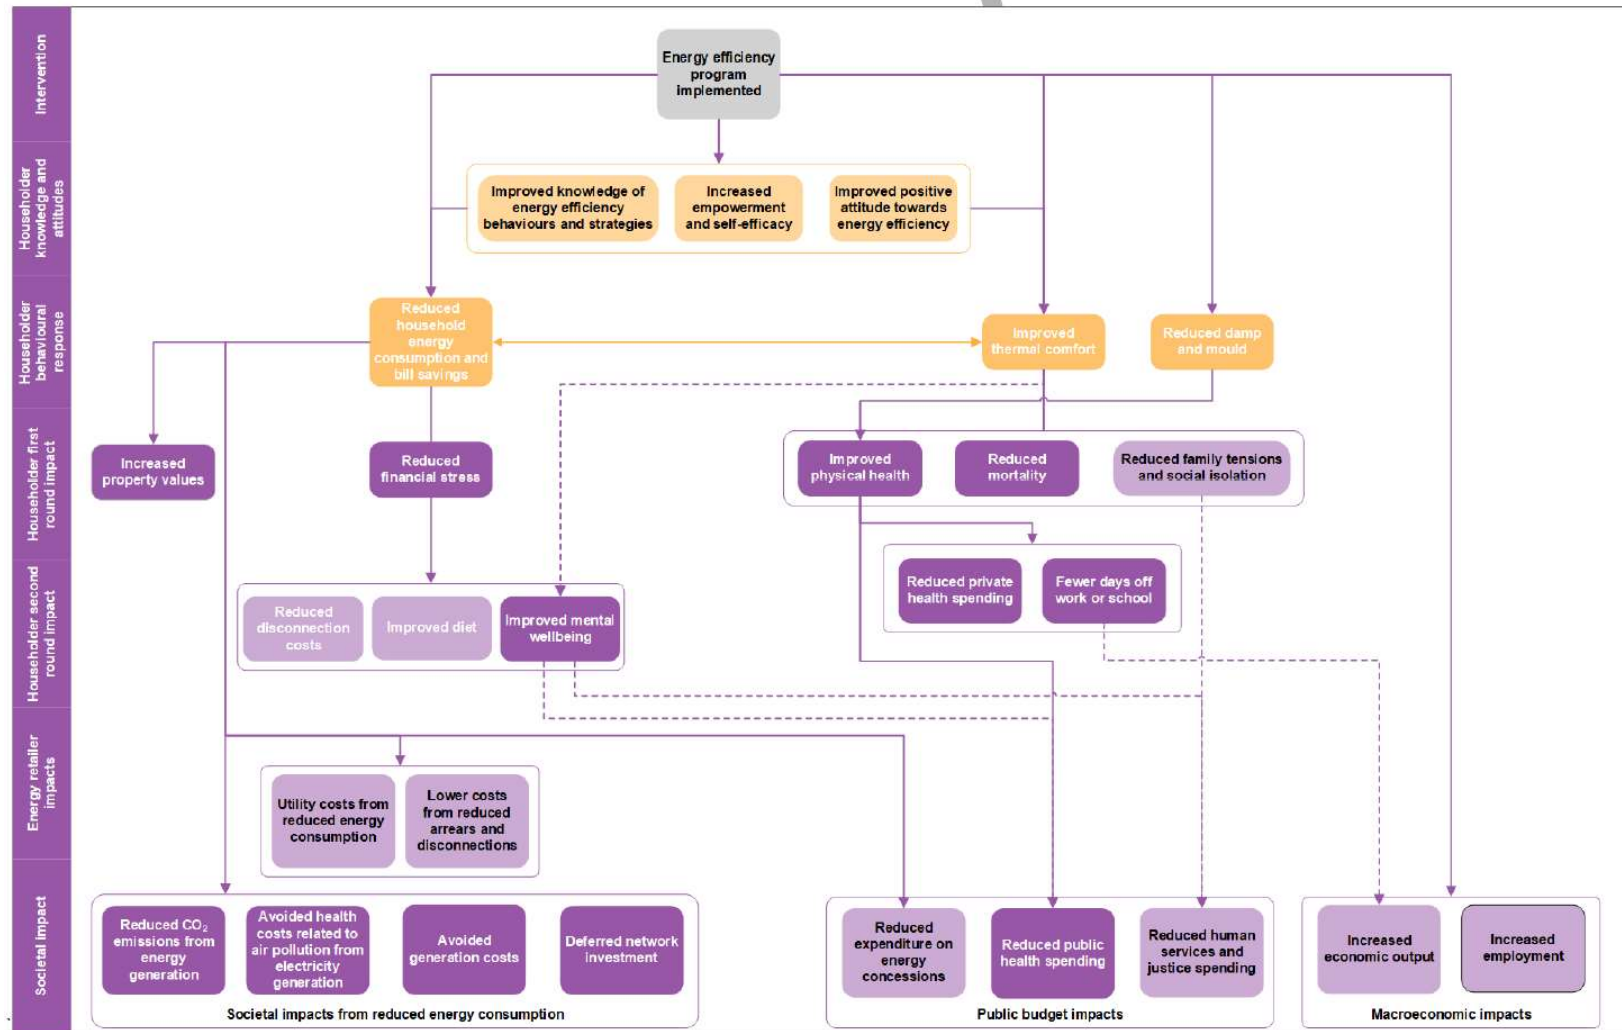 Intervention
Energy efficiency
program
implemented
Householder
knowledge and
attitudes
Improved knowledge of
energy efficiency
behaviours and strategies
Increased
empowerment
and self-efficacy
Improved positive
attitude towards
energy efficiency
Householder
behavioural
response
Reduced
household
energy
consumption and
bill savings
Improved
thermal comfort
Reduced damp
and mould
Householder first
round impact
Increased
property values
Reduced
financial stress
Improved
physical health
Reduced
mortality
Reduced family tensions
and social isolation
Householder second
round impact
Reduced private
health spending
Fewer days off
work or school
Reduced
disconnection
costs
Improved diet
Improved mental
wellbeing
Energy retailer
impacts
Utility costs from
reduced energy
consumption
Lower costs
from reduced
arrears and
disconnections
Societal impact
Reduced CO₂
emissions from
energy
generation
Avoided health
costs related to
air pollution from
electricity
generation
Avoided
generation costs
Deferred network
investment
Societal impacts from reduced energy consumption
Reduced
expenditure on
energy
concessions
Reduced public
health spending
Reduced human
services and
justice spending
Public budget impacts
Increased
economic output
Increased
employment
Macroeconomic impacts